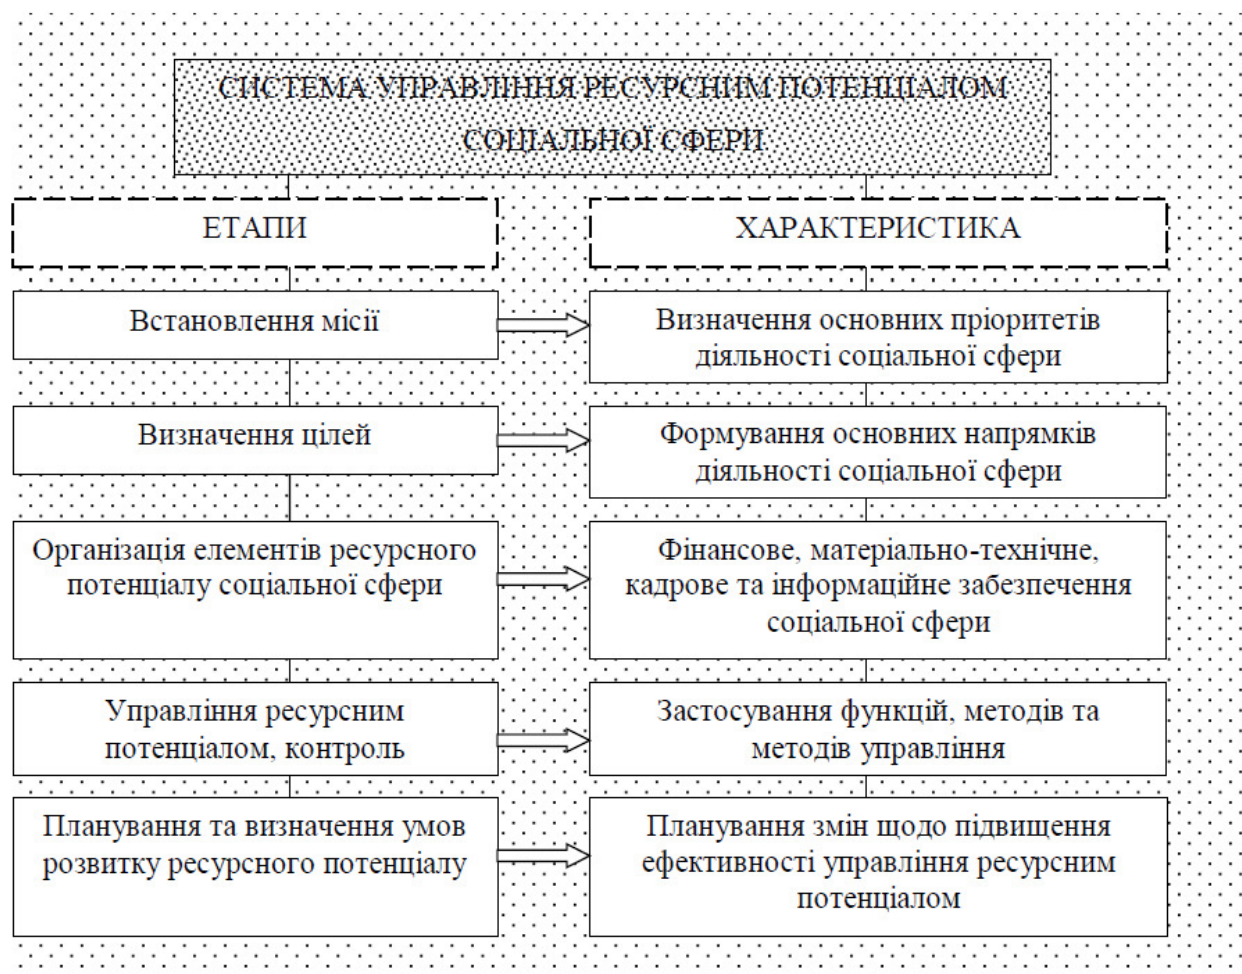 СИСТЕМА УПРАВЛІННЯ РЕСУРСНИМ ПОТЕНЦІАЛОМ
СОЦІАЛЬНОЇ СФЕРИ
ЕТАПИ
ХАРАКТЕРИСТИКА
Встановлення місії
Визначення основних пріоритетів
діяльності соціальної сфери
Визначення цілей
Формування основних напрямків
діяльності соціальної сфери
Організація елементів ресурсного
потенціалу соціальної сфери
Фінансове, матеріально-технічне,
кадрове та інформаційне забезпечення
соціальної сфери
Управління ресурсним
потенціалом, контроль
Застосування функцій, методів та
методів управління
Планування та визначення умов
розвитку ресурсного потенціалу
Планування змін щодо підвищення
ефективності управління ресурсним
потенціалом